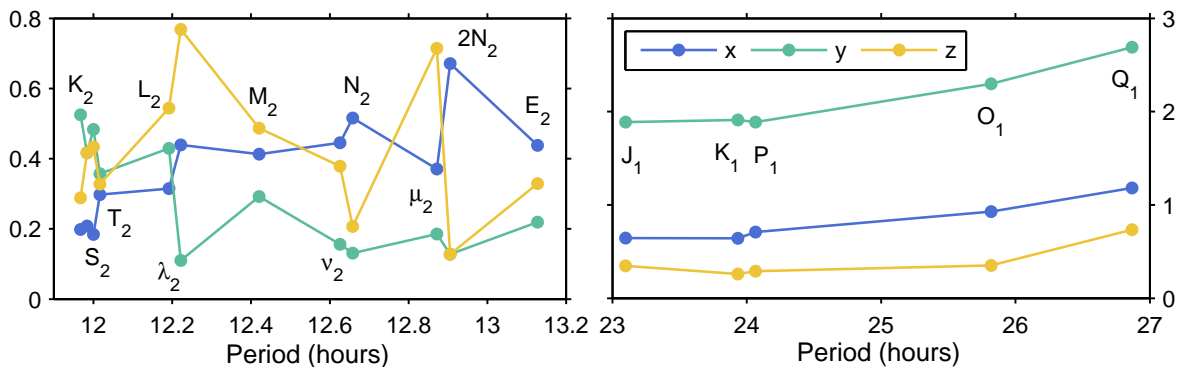 0.8
0.6
0.4
0.2
0
K₂
S₂
T₂
L₂
λ₂
M₂
N₂
ν₂
μ₂
2N₂
E₂
12 12.2 12.4 12.6 12.8 13 13.2
Period (hours)
x y z
J₁
K₁
P₁
O₁
Q₁
3
2
1
0
23 24 25 26 27
Period (hours)